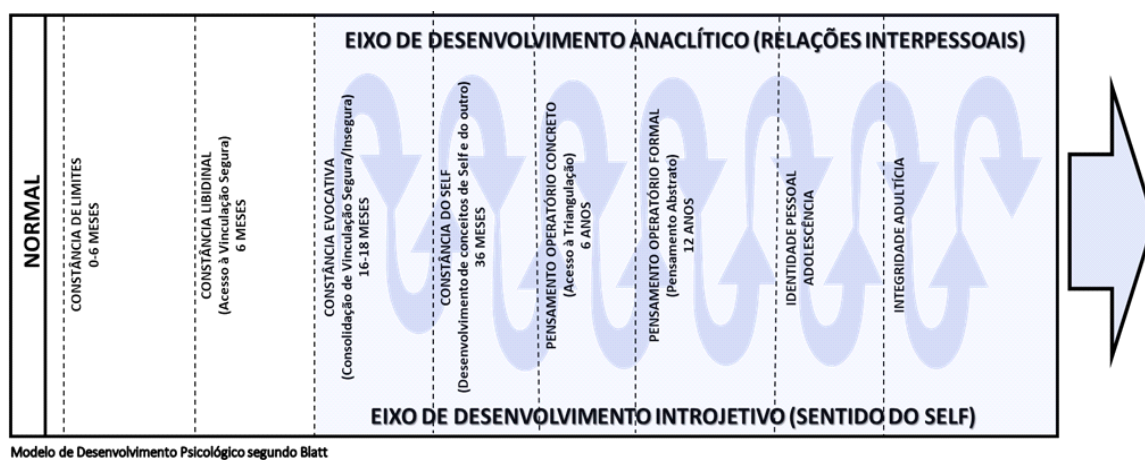 EIXO DE DESENVOLVIMENTO ANACLÍTICO (RELAÇÕES INTERPESSOAIS)
NORMAL
CONSTÂNCIA DE LIMITES
0-6 MESES
CONSTÂNCIA LIBIDINAL
(Acesso à Vinculação Segura)
6 MESES
CONSTÂNCIA EVOCATIVA
(Consolidação de Vinculação Segura/Insegura)
16-18 MESES
CONSTÂNCIA DO SELF
(Desenvolvimento de conceitos de Self e do outro)
36 MESES
PENSAMENTO OPERATÓRIO CONCRETO
(Acesso à Triangulação)
6 ANOS
PENSAMENTO OPERATÓRIO FORMAL
(Pensamento Abstrato)
12 ANOS
IDENTIDADE PESSOAL
ADOLESCÊNCIA
INTEGRIDADE ADULTÍCIA
EIXO DE DESENVOLVIMENTO INTROJETIVO (SENTIDO DO SELF)
Modelo de Desenvolvimento Psicológico segundo Blatt